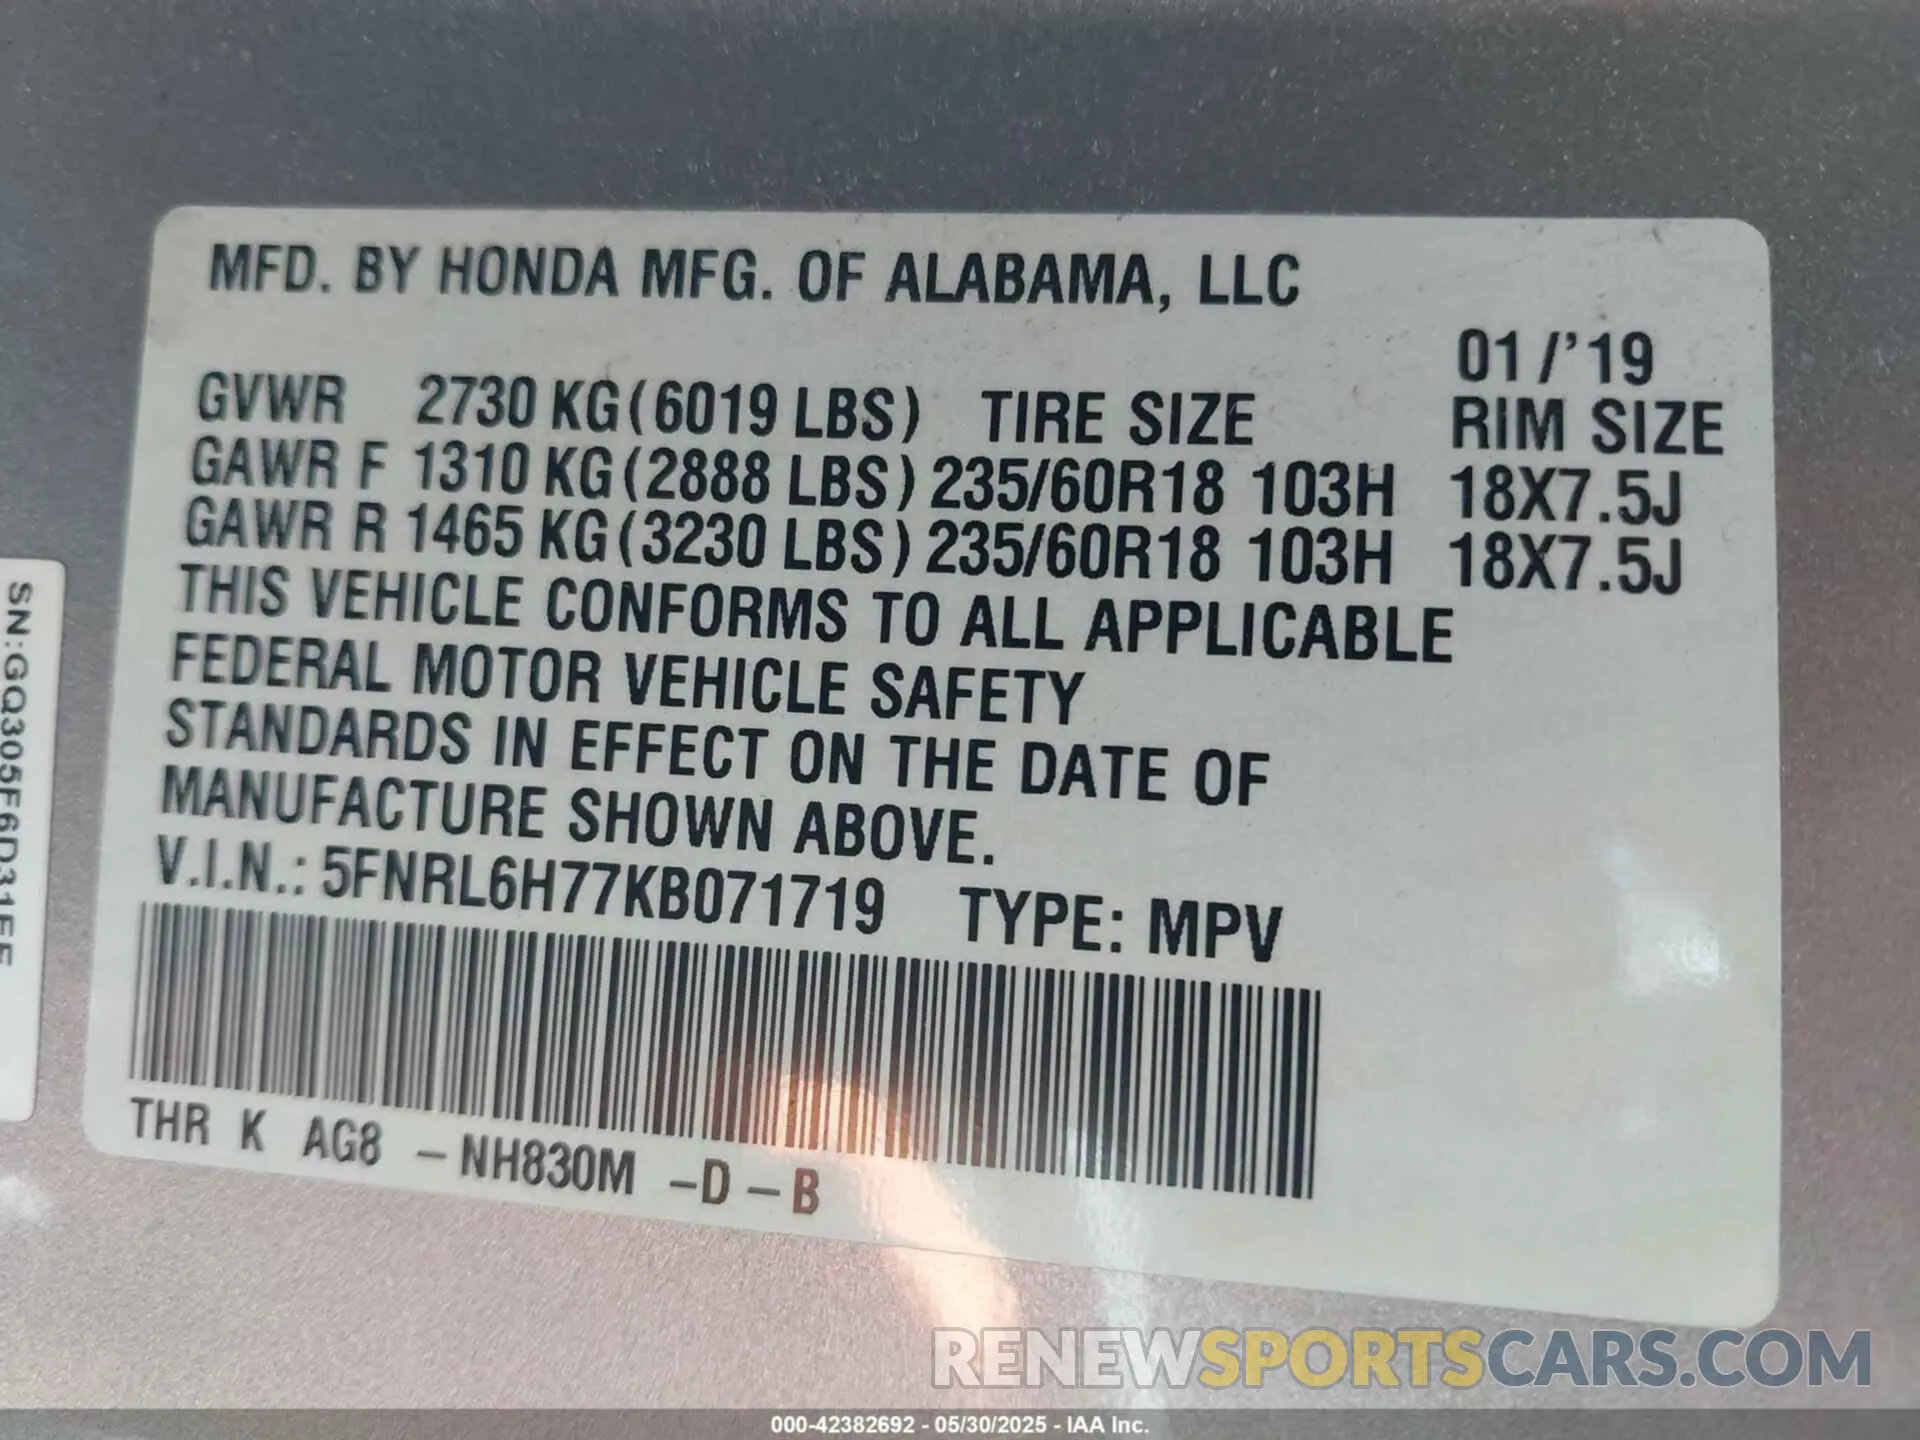 MFD. BY HONDA MFG. OF ALABAMA, LLC
01/'19
GVWR 2730 KG (6019 LBS) TIRE SIZE RIM SIZE
GAWR F 1310 KG (2888 LBS) 235/60R18 103H 18X7.5J
GAWR R 1465 KG (3230 LBS) 235/60R18 103H 18X7.5J
THIS VEHICLE CONFORMS TO ALL APPLICABLE
FEDERAL MOTOR VEHICLE SAFETY
STANDARDS IN EFFECT ON THE DATE OF
MANUFACTURE SHOWN ABOVE.
V.I.N.: 5FNRL6H77KB071719 TYPE: MPV
THR K AG8 -NH830M -D-B
SN:GQ305F6D31EE
RENEWSPORTSCARS.COM
000-42382692 - 05/30/2025 - IAA Inc.